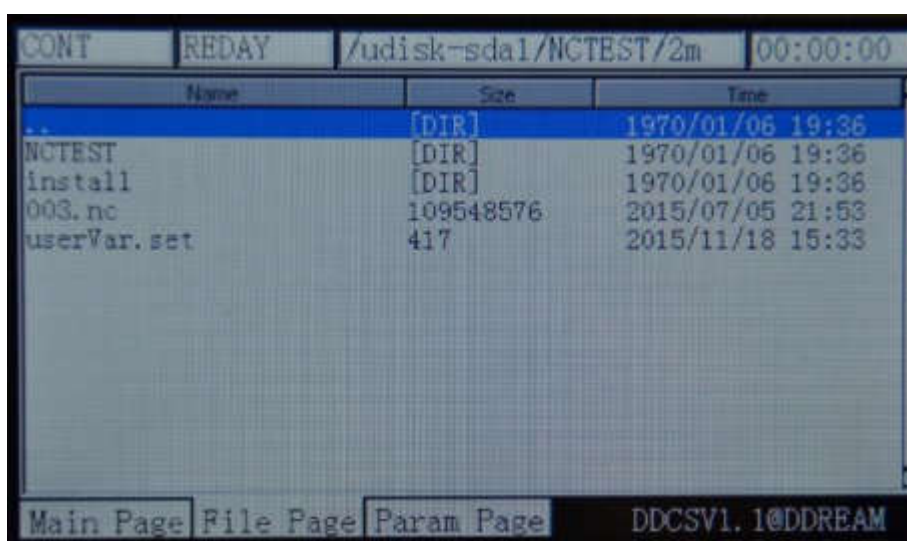 CONT REDAY /udisk-sda1/NCTEST/2m 00:00:00
Name Size Time
.. [DIR] 1970/01/06 19:36
NCTEST [DIR] 1970/01/06 19:36
install [DIR] 1970/01/06 19:36
003.nc 109548576 2015/07/05 21:53
userVar.set 417 2015/11/18 15:33
Main Page File Page Param Page DDCSV1.1@DDREAM